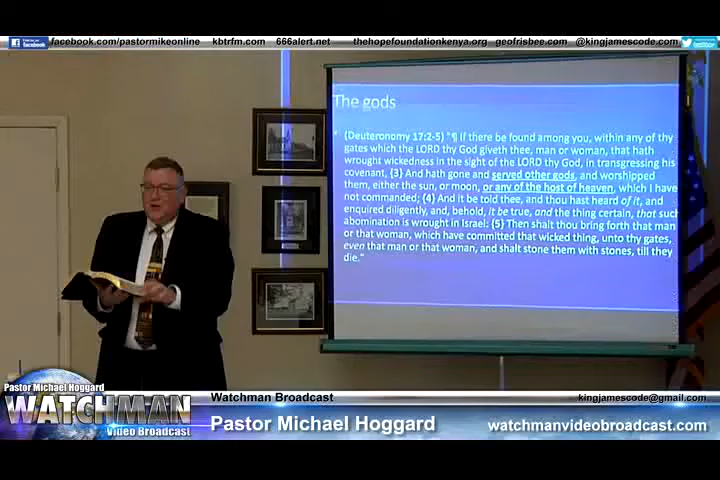 facebook.com/pastormikeonline kbtrfm.com 666alert.net thehopefoundationkenya.org geofrisbee.com @kingjamescode.com
The gods
(Deuteronomy 17:2-5) "¶ If there be found among you, within any of thy
gates which the LORD thy God giveth thee, man or woman, that hath
wrought wickedness in the sight of the LORD thy God, in transgressing his
covenant, (3) And hath gone and served other gods, and worshipped
them, either the sun, or moon, or any of the host of heaven, which I have
not commanded; (4) And it be told thee, and thou hast heard of it, and
enquired diligently, and, behold, it be true, and the thing certain, that such
abomination is wrought in Israel: (5) Then shalt thou bring forth that man
or that woman, which have committed that wicked thing, unto thy gates,
even that man or that woman, and shalt stone them with stones, till they
die."
Pastor Michael Hoggard
WATCHMAN
Video Broadcast
Watchman Broadcast kingjamescode@gmail.com
Pastor Michael Hoggard watchmanvideobroadcast.com